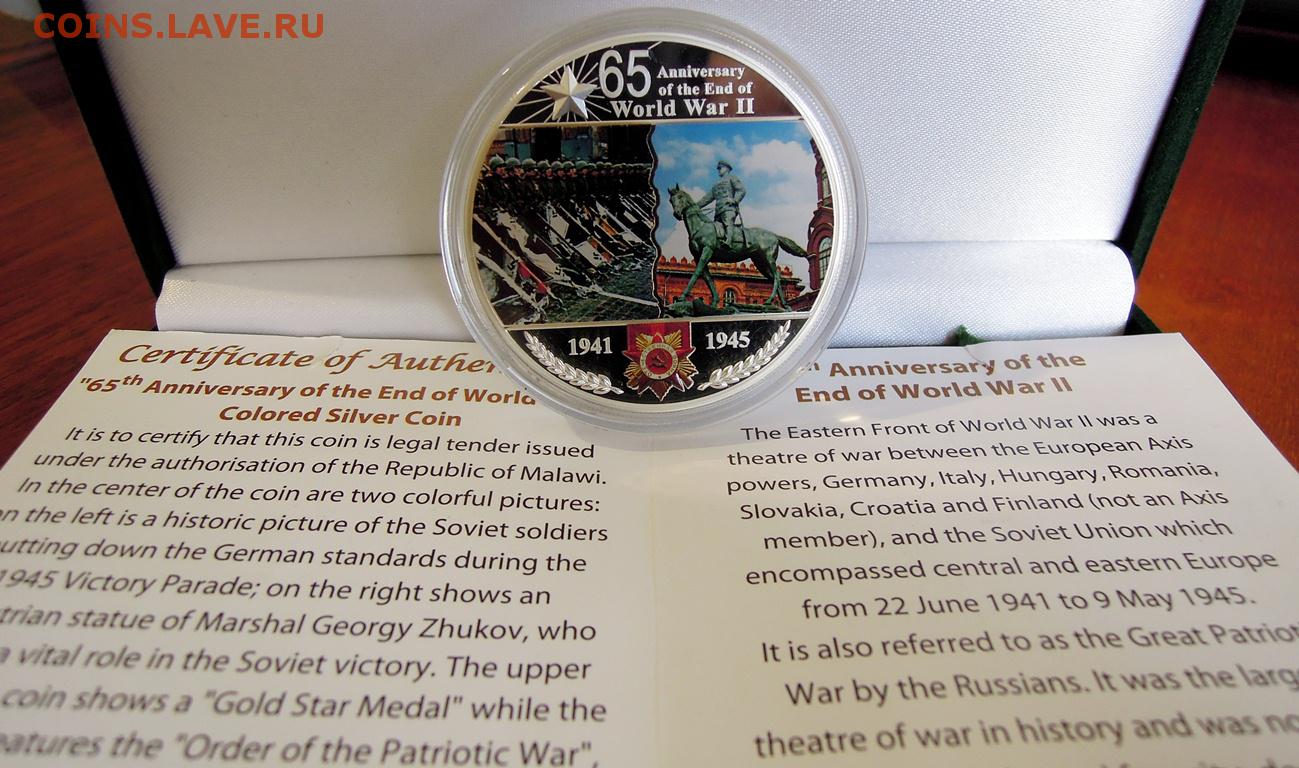 COINS.LAVE.RU
65 Anniversary
of the End of
World War II
1941 1945
Certificate of
"65th Anniversary of the End of World
Colored Silver Coin
It is to certify that this coin is legal tender issued
under the authorisation of the Republic of Malawi.
In the center of the coin are two colorful pictures:
on the left is a historic picture of the Soviet soldiers
putting down the German standards during the
1945 Victory Parade; on the right shows an
statue of Marshal Georgy Zhukov, who
a vital role in the Soviet victory. The upper
coin shows a "Gold Star Medal" while the
the "Order of the Patriotic War",
Anniversary of the
End of World War II
The Eastern Front of World War II was a
theatre of war between the European Axis
powers, Germany, Italy, Hungary, Romania,
Slovakia, Croatia and Finland (not an Axis
member), and the Soviet Union which
encompassed central and eastern Europe
from 22 June 1941 to 9 May 1945.
It is also referred to as the Great
War by the Russians. It was the
theatre of war in history and was